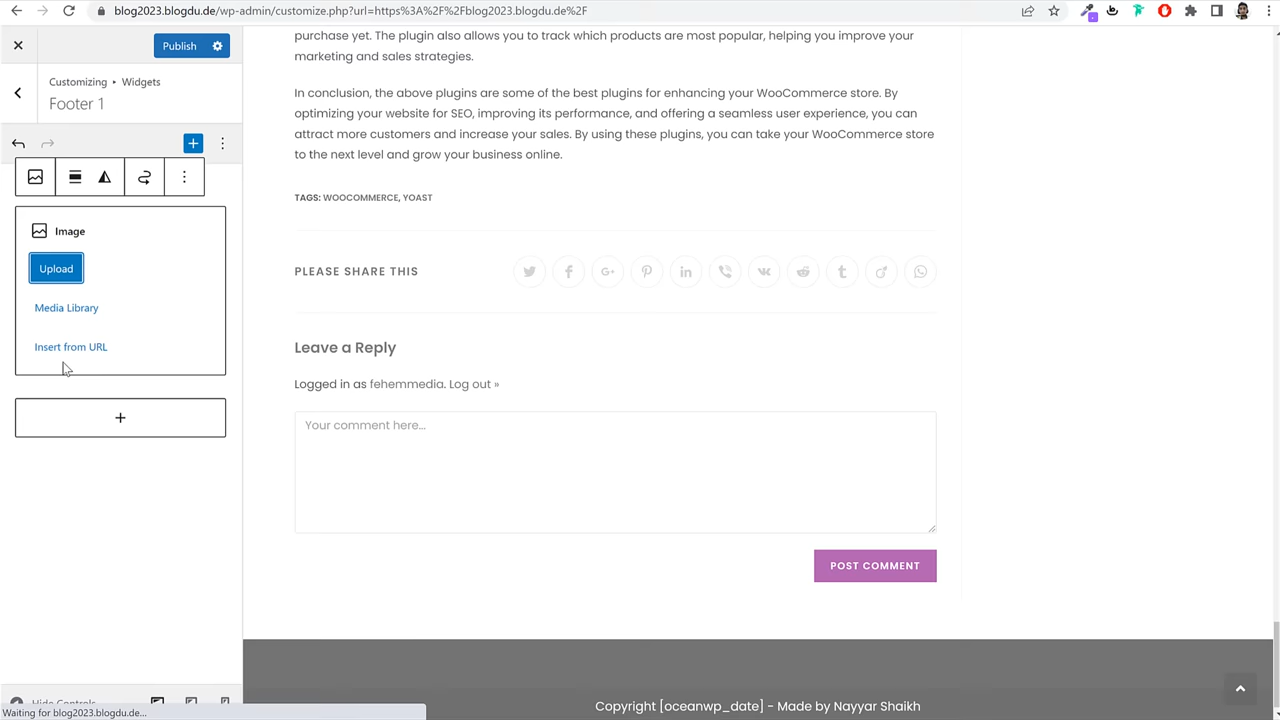 blog2023.blogdu.de/wp-admin/customize.php?url=https%3A%2F%2Fblog2023.blogdu.de%2F
Publish
Customizing ▸ Widgets
Footer 1
Image
Upload
Media Library
Insert from URL
+
Hide Controls
Waiting for blog2023.blogdu.de...
purchase yet. The plugin also allows you to track which products are most popular, helping you improve your
marketing and sales strategies.
In conclusion, the above plugins are some of the best plugins for enhancing your WooCommerce store. By
optimizing your website for SEO, improving its performance, and offering a seamless user experience, you can
attract more customers and increase your sales. By using these plugins, you can take your WooCommerce store
to the next level and grow your business online.
TAGS: WOOCOMMERCE, YOAST
PLEASE SHARE THIS
Leave a Reply
Logged in as fehemmedia. Log out »
Your comment here...
POST COMMENT
Copyright [oceanwp_date] - Made by Nayyar Shaikh